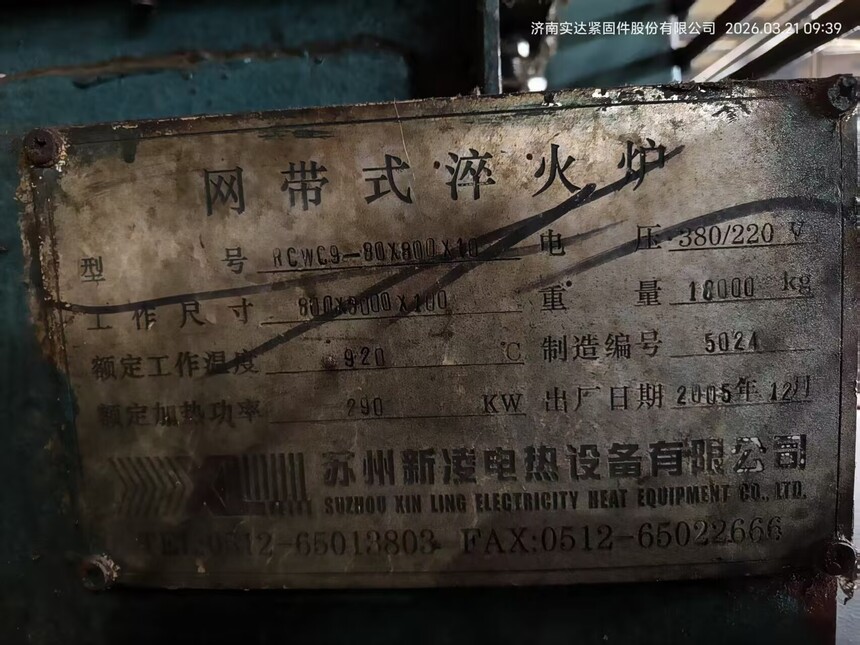 济南实达紧固件股份有限公司 2026.03.21 09:39
网带式淬火炉
型号 RCWC9-80X800X10 电压 380/220 V
工作尺寸 800X9000X100 重量 18000 kg
额定工作温度 920 ℃ 制造编号 5024
额定加热功率 290 KW 出厂日期 2005年12月
苏州新凌电热设备有限公司
SUZHOU XIN LING ELECTRICITY HEAT EQUIPMENT CO., LTD.
TEL:0512-65013803 FAX:0512-65022666